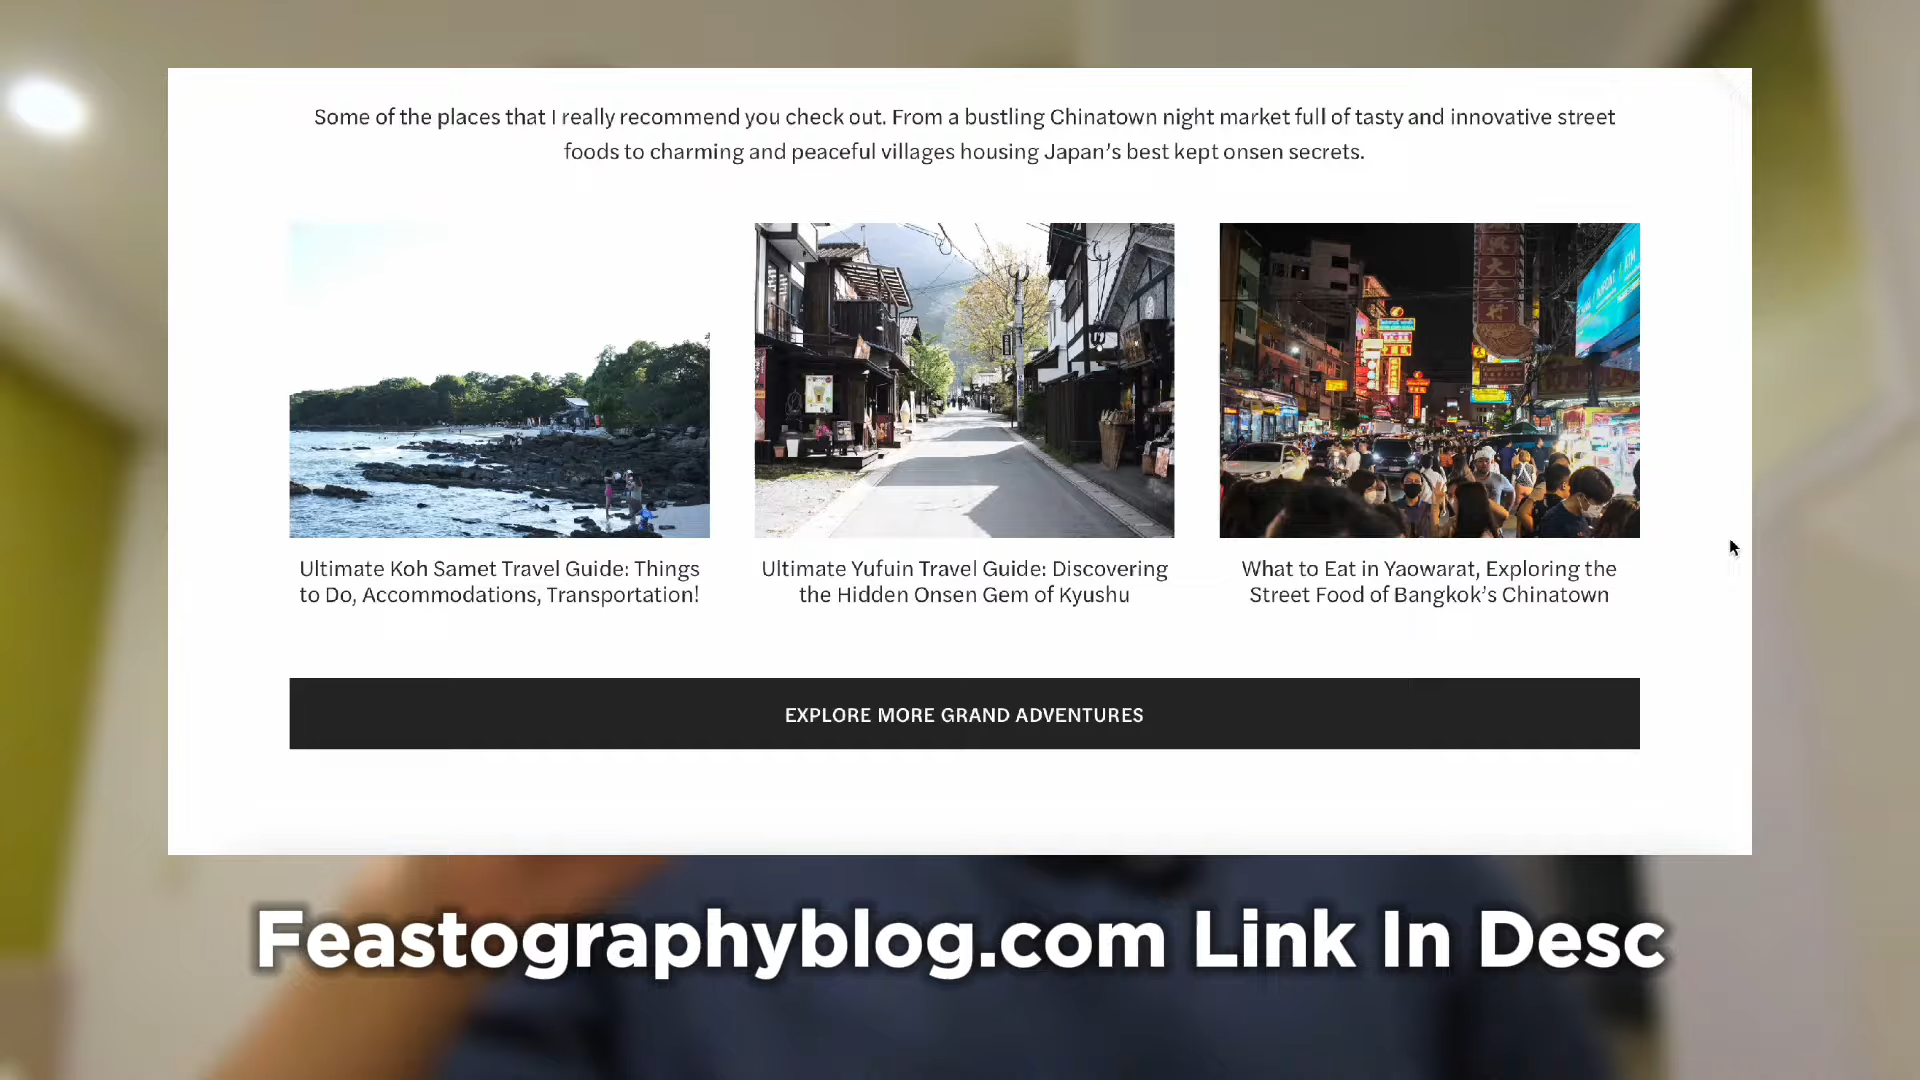 Some of the places that I really recommend you check out. From a bustling Chinatown night market full of tasty and innovative street
foods to charming and peaceful villages housing Japan's best kept onsen secrets.
Ultimate Koh Samet Travel Guide: Things
to Do, Accommodations, Transportation!
Ultimate Yufuin Travel Guide: Discovering
the Hidden Onsen Gem of Kyushu
What to Eat in Yaowarat, Exploring the
Street Food of Bangkok's Chinatown
EXPLORE MORE GRAND ADVENTURES
Feastographyblog.com Link In Desc